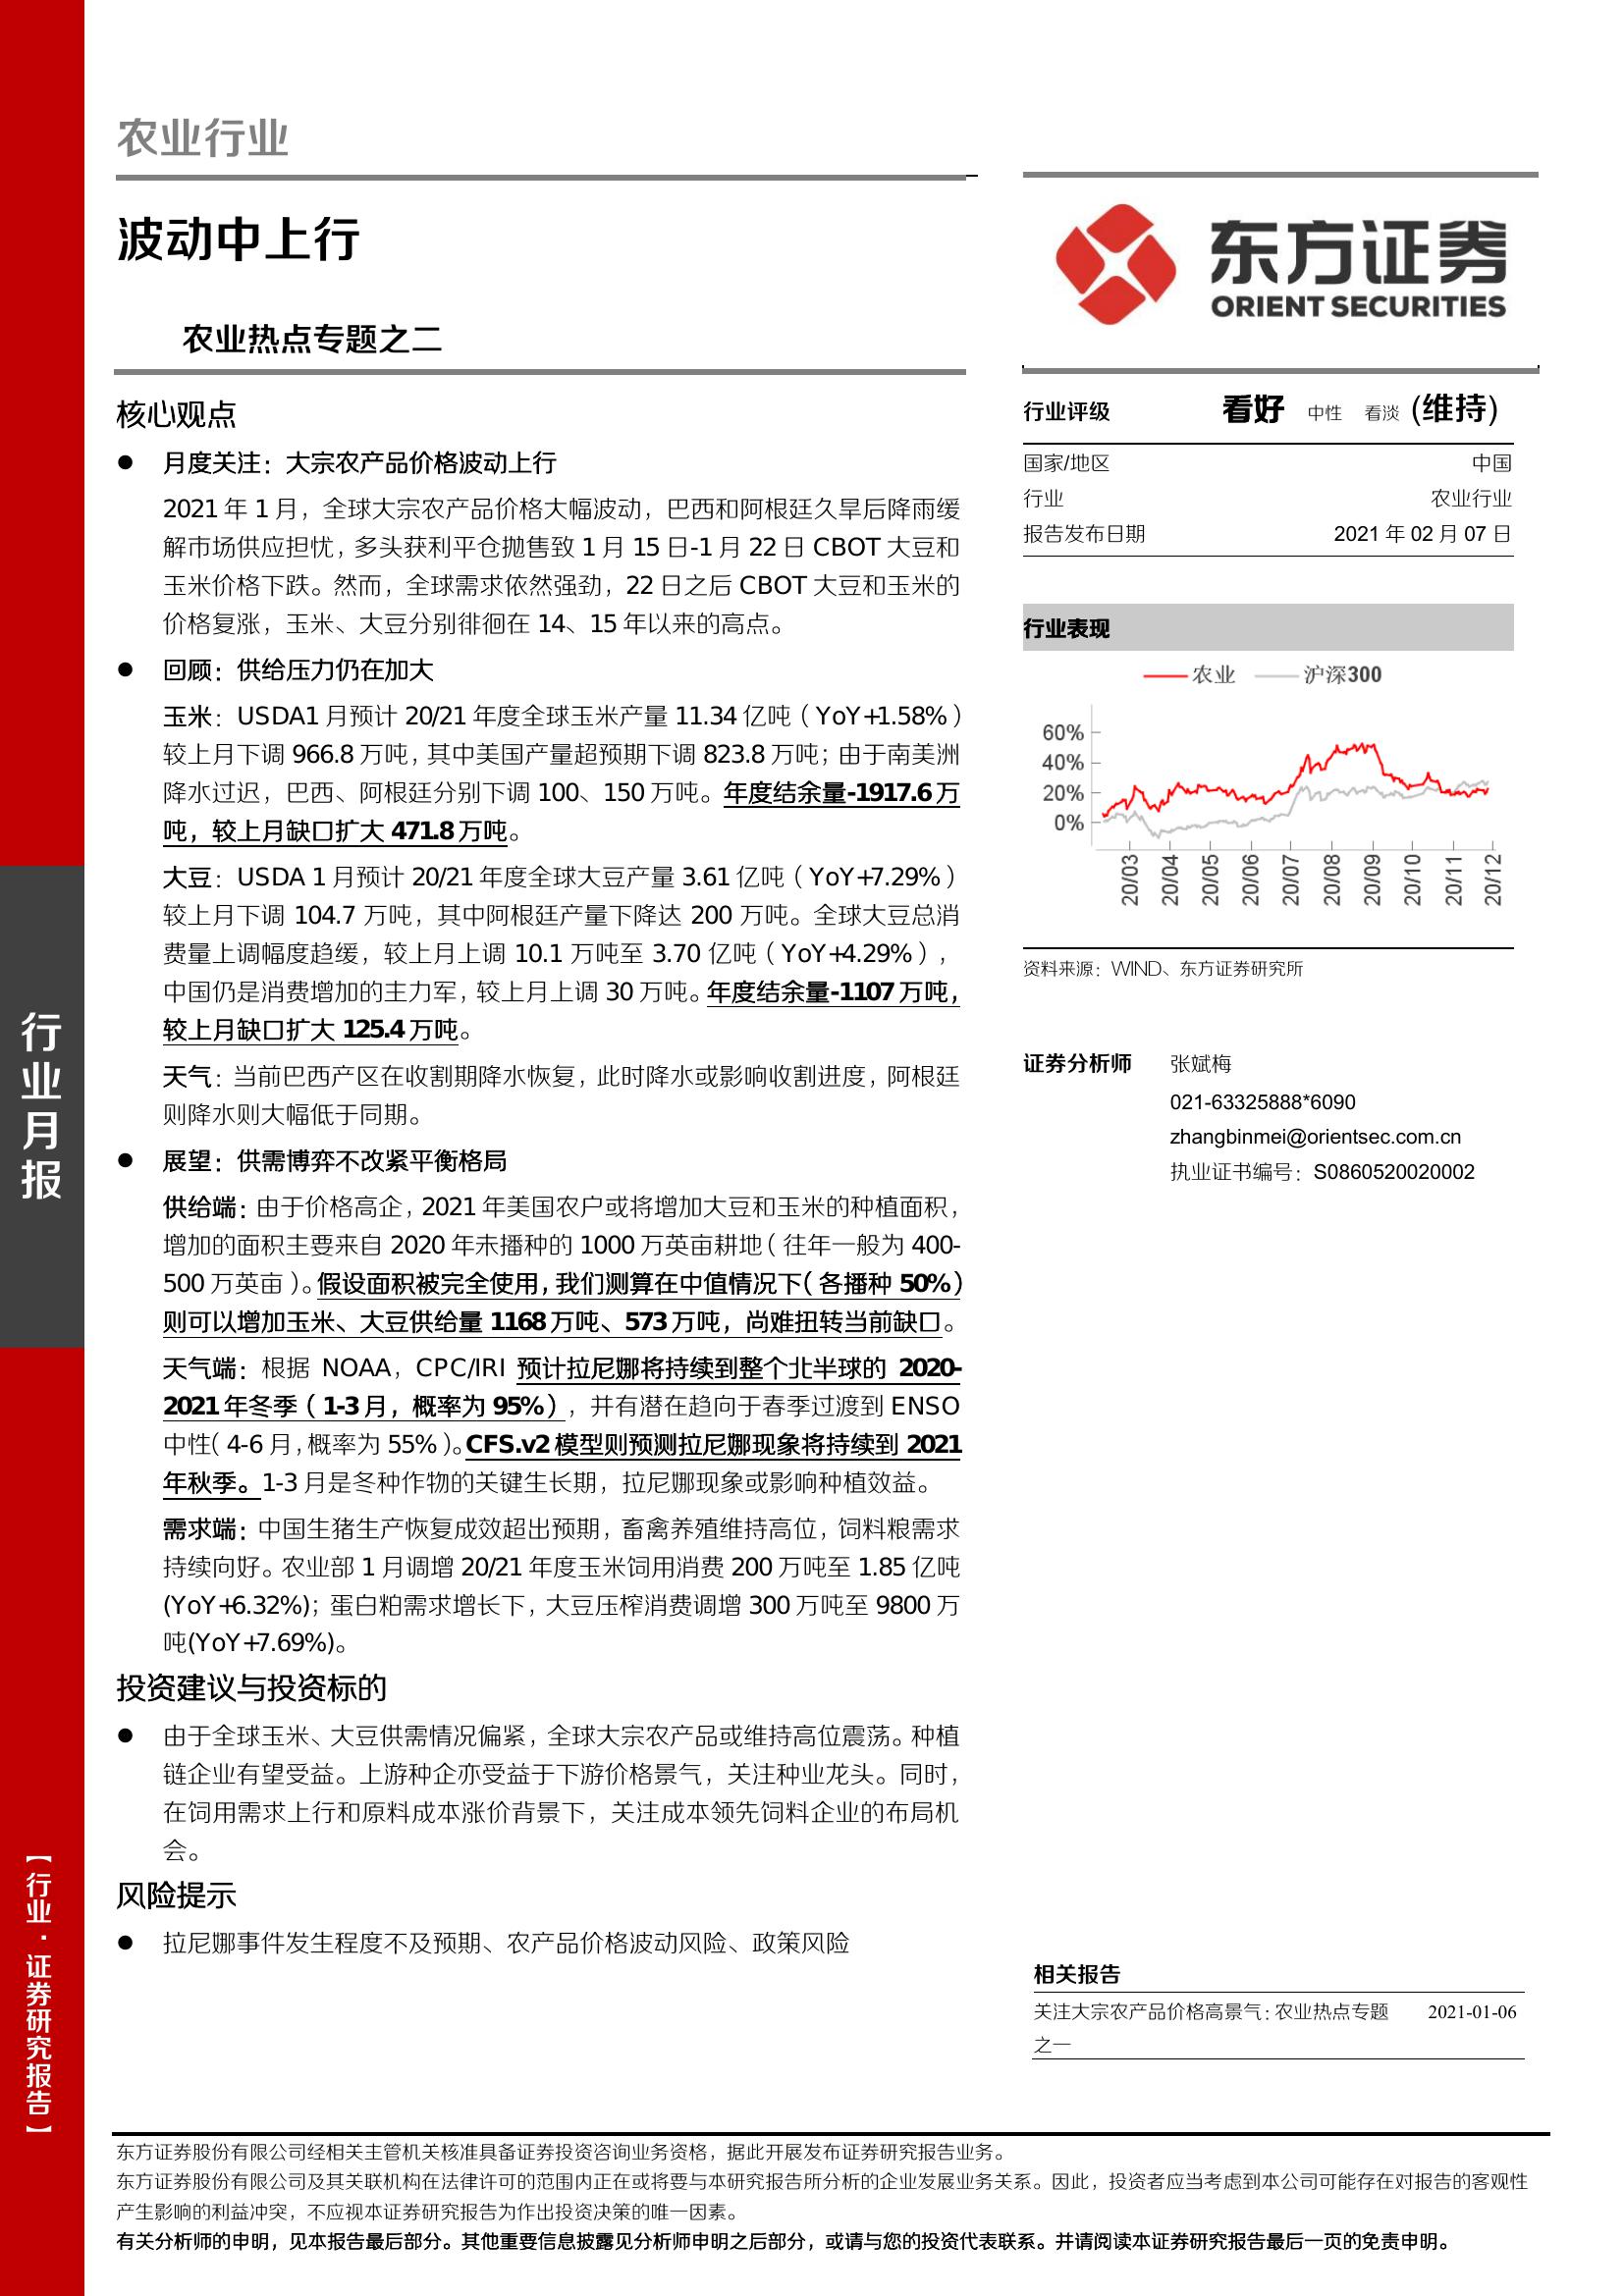 农业行业
波动中上行
农业热点专题之二
核心观点
● 月度关注：大宗农产品价格波动上行
2021 年 1 月，全球大宗农产品价格大幅波动，巴西和阿根廷久旱后降雨缓
解市场供应担忧，多头获利平仓抛售致 1 月 15 日-1 月 22 日 CBOT 大豆和
玉米价格下跌。然而，全球需求依然强劲，22 日之后 CBOT 大豆和玉米的
价格复涨，玉米、大豆分别徘徊在 14、15 年以来的高点。
● 回顾：供给压力仍在加大
玉米：USDA1 月预计 20/21 年度全球玉米产量 11.34 亿吨（YoY+1.58%）
较上月下调 966.8 万吨，其中美国产量超预期下调 823.8 万吨；由于南美洲
降水过迟，巴西、阿根廷分别下调 100、150 万吨。年度结余量-1917.6 万
吨，较上月缺口扩大 471.8 万吨。
大豆：USDA 1 月预计 20/21 年度全球大豆产量 3.61 亿吨（YoY+7.29%）
较上月下调 104.7 万吨，其中阿根廷产量下降达 200 万吨。全球大豆总消
费量上调幅度趋缓，较上月上调 10.1 万吨至 3.70 亿吨（YoY+4.29%），
中国仍是消费增加的主力军，较上月上调 30 万吨。年度结余量-1107 万吨，
较上月缺口扩大 125.4 万吨。
天气：当前巴西产区在收割期降水恢复，此时降水或影响收割进度，阿根廷
则降水则大幅低于同期。
● 展望：供需博弈不改紧平衡格局
供给端：由于价格高企，2021 年美国农户或将增加大豆和玉米的种植面积，
增加的面积主要来自 2020 年未播种的 1000 万英亩耕地（往年一般为 400-
500 万英亩）。假设面积被完全使用，我们测算在中值情况下（各播种 50%）
则可以增加玉米、大豆供给量 1168 万吨、573 万吨，尚难扭转当前缺口。
天气端：根据 NOAA，CPC/IRI 预计拉尼娜将持续到整个北半球的 2020-
2021 年冬季（1-3 月，概率为 95%），并有潜在趋向于春季过渡到 ENSO
中性（4-6 月，概率为 55%）。CFS.v2 模型则预测拉尼娜现象将持续到 2021
年秋季。1-3 月是冬种作物的关键生长期，拉尼娜现象或影响种植效益。
需求端：中国生猪生产恢复成效超出预期，畜禽养殖维持高位，饲料粮需求
持续向好。农业部 1 月调增 20/21 年度玉米饲用消费 200 万吨至 1.85 亿吨
(YoY+6.32%)；蛋白粕需求增长下，大豆压榨消费调增 300 万吨至 9800 万
吨(YoY+7.69%)。
投资建议与投资标的
● 由于全球玉米、大豆供需情况偏紧，全球大宗农产品或维持高位震荡。种植
链企业有望受益。上游种企亦受益于下游价格景气，关注种业龙头。同时，
在饲用需求上行和原料成本涨价背景下，关注成本领先饲料企业的布局机
会。
风险提示
● 拉尼娜事件发生程度不及预期、农产品价格波动风险、政策风险
东方证券
ORIENT SECURITIES
行业评级 看好 中性 看淡 (维持)
国家/地区 中国
行业 农业行业
报告发布日期 2021 年 02 月 07 日
行业表现
农业 沪深300
60%
40%
20%
0%
20/03 20/04 20/05 20/06 20/07 20/08 20/09 20/10 20/11 20/12
资料来源：WIND、东方证券研究所
证券分析师 张斌梅
021-63325888*6090
zhangbinmei@orientsec.com.cn
执业证书编号：S0860520020002
相关报告
关注大宗农产品价格高景气：农业热点专题 2021-01-06
之一
行业月报
【行业·证券研究报告】
东方证券股份有限公司经相关主管机关核准具备证券投资咨询业务资格，据此开展发布证券研究报告业务。
东方证券股份有限公司及其关联机构在法律许可的范围内正在或将要与本研究报告所分析的企业发展业务关系。因此，投资者应当考虑到本公司可能存在对报告的客观性
产生影响的利益冲突，不应视本证券研究报告为作出投资决策的唯一因素。
有关分析师的申明，见本报告最后部分。其他重要信息披露见分析师申明之后部分，或请与您的投资代表联系。并请阅读本证券研究报告最后一页的免责申明。